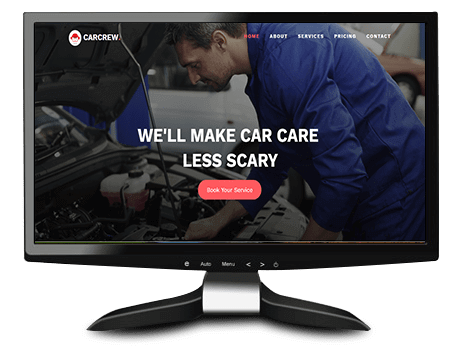 CARCREW
HOME ABOUT SERVICES PRICING CONTACT
WE'LL MAKE CAR CARE
LESS SCARY
Book Your Service
e Auto Menu < >